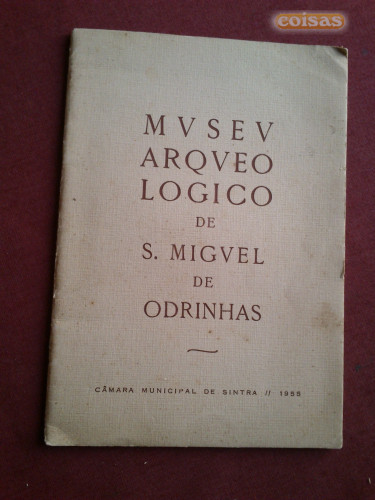 coisas
MVSEV
ARQVEO
LOGICO
DE
S. MIGVEL
DE
ODRINHAS
CÂMARA MUNICIPAL DE SINTRA // 1955